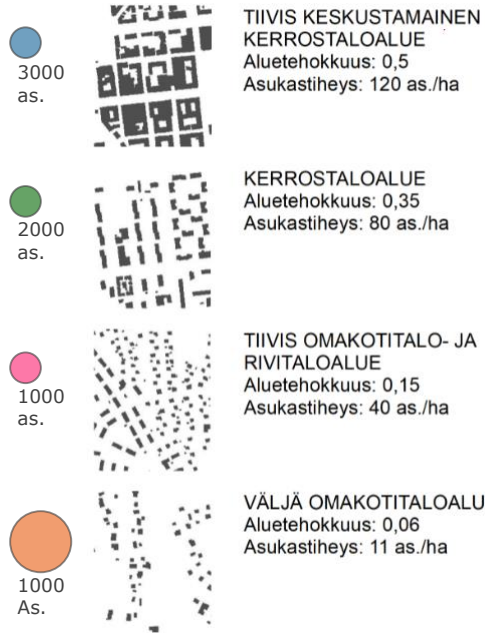 3000
as.
TIIVIS KESKUSTAMAINEN
KERROSTALOALUE
Aluetehokkuus: 0,5
Asukastiheys: 120 as./ha
2000
as.
KERROSTALOALUE
Aluetehokkuus: 0,35
Asukastiheys: 80 as./ha
1000
as.
TIIVIS OMAKOTITALO- JA
RIVITALOALUE
Aluetehokkuus: 0,15
Asukastiheys: 40 as./ha
1000
As.
VÄLJÄ OMAKOTITALOALU
Aluetehokkuus: 0,06
Asukastiheys: 11 as./ha